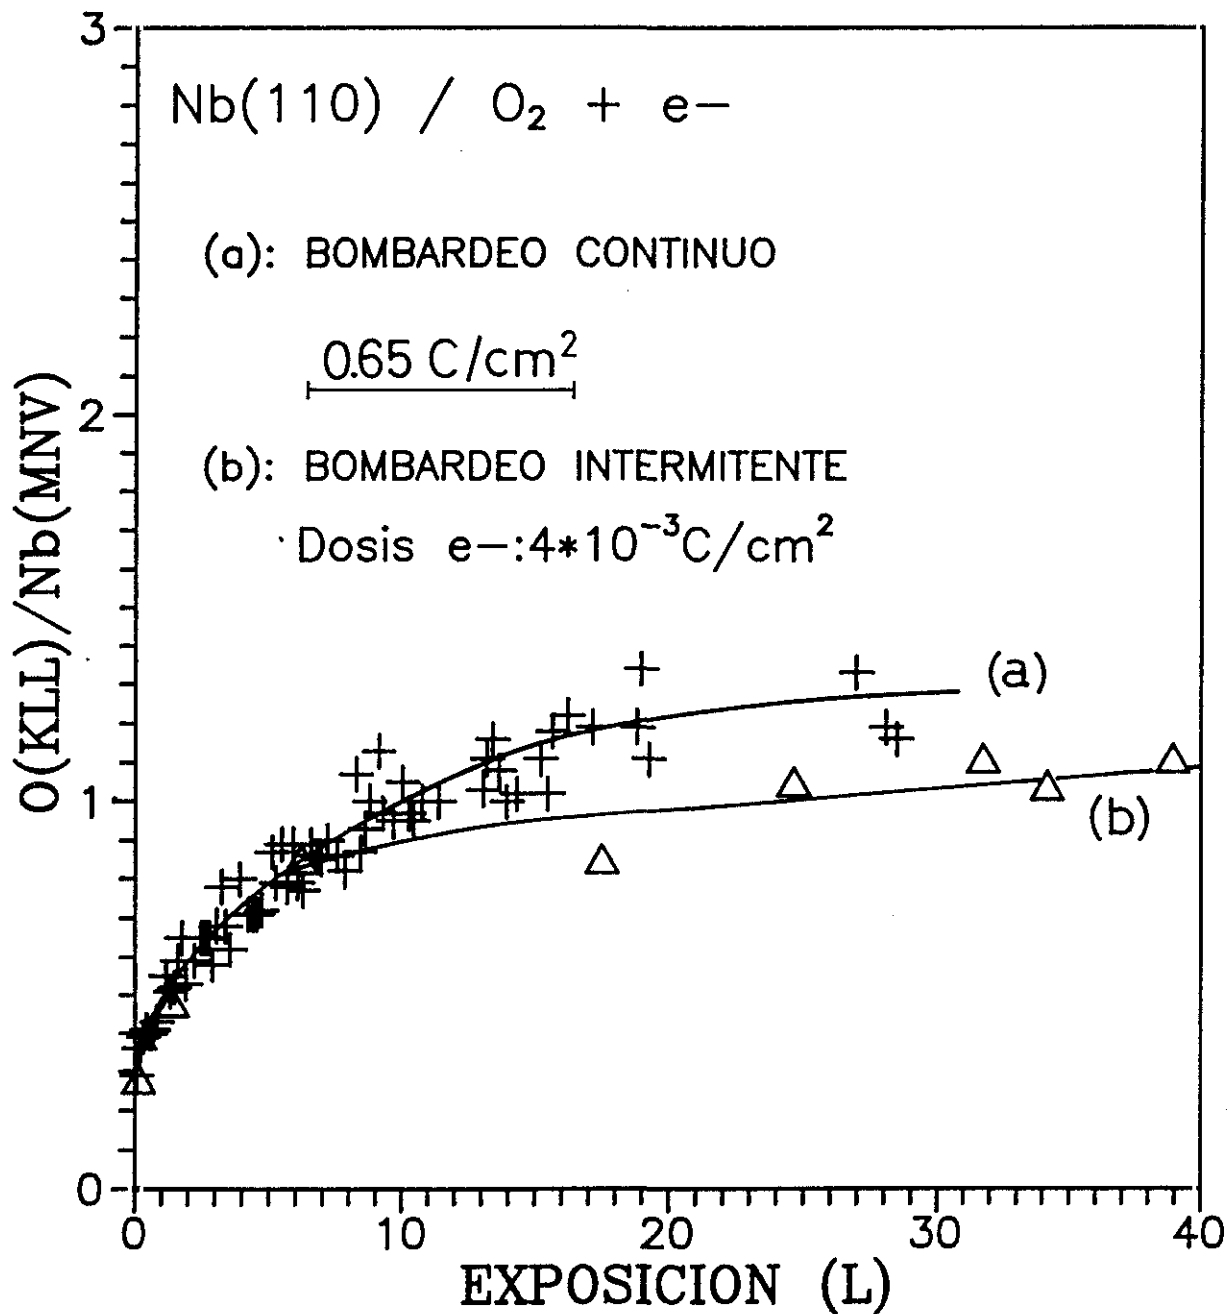 3
Nb(110) / O₂ + e−
(a): BOMBARDEO CONTINUO
0.65 C/cm²
2
(b): BOMBARDEO INTERMITENTE
Dosis e−:4*10⁻³C/cm²
O(KLL)/Nb(MNV)
(a)
1
(b)
0
0 10 20 30 40
EXPOSICION (L)